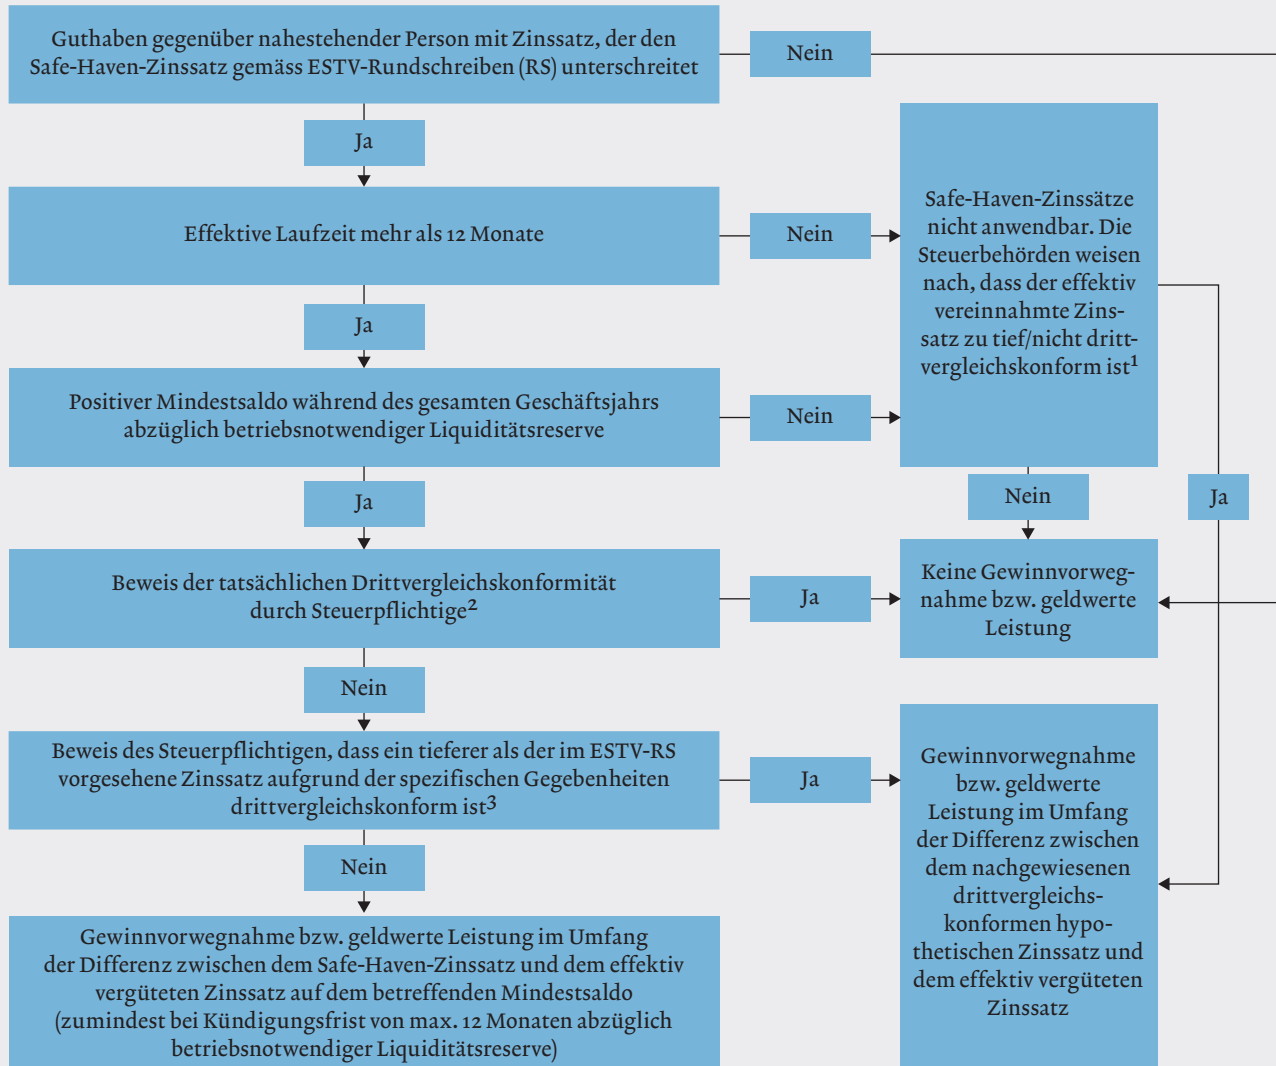 Guthaben gegenüber nahestehender Person mit Zinssatz, der den
Safe-Haven-Zinssatz gemäss ESTV-Rundschreiben (RS) unterschreitet
Nein
Ja
Effektive Laufzeit mehr als 12 Monate
Nein
Safe-Haven-Zinssätze
nicht anwendbar. Die
Steuerbehörden weisen
nach, dass der effektiv
vereinnahmte Zins-
satz zu tief/nicht dritt-
vergleichskonform ist¹
Ja
Positiver Mindestsaldo während des gesamten Geschäftsjahrs
abzüglich betriebsnotwendiger Liquiditätsreserve
Nein
Ja
Nein
Ja
Beweis der tatsächlichen Drittvergleichskonformität
durch Steuerpflichtige²
Ja
Keine Gewinnvorweg-
nahme bzw. geldwerte
Leistung
Nein
Beweis des Steuerpflichtigen, dass ein tieferer als der im ESTV-RS
vorgesehene Zinssatz aufgrund der spezifischen Gegebenheiten
drittvergleichskonform ist³
Ja
Gewinnvorwegnahme
bzw. geldwerte
Leistung im Umfang
der Differenz zwischen
dem nachgewiesenen
drittvergleichs-
konformen hypo-
thetischen Zinssatz und
dem effektiv vergüteten
Zinssatz
Nein
Gewinnvorwegnahme bzw. geldwerte Leistung im Umfang
der Differenz zwischen dem Safe-Haven-Zinssatz und dem effektiv
vergüteten Zinssatz auf dem betreffenden Mindestsaldo
(zumindest bei Kündigungsfrist von max. 12 Monaten abzüglich
betriebsnotwendiger Liquiditätsreserve)